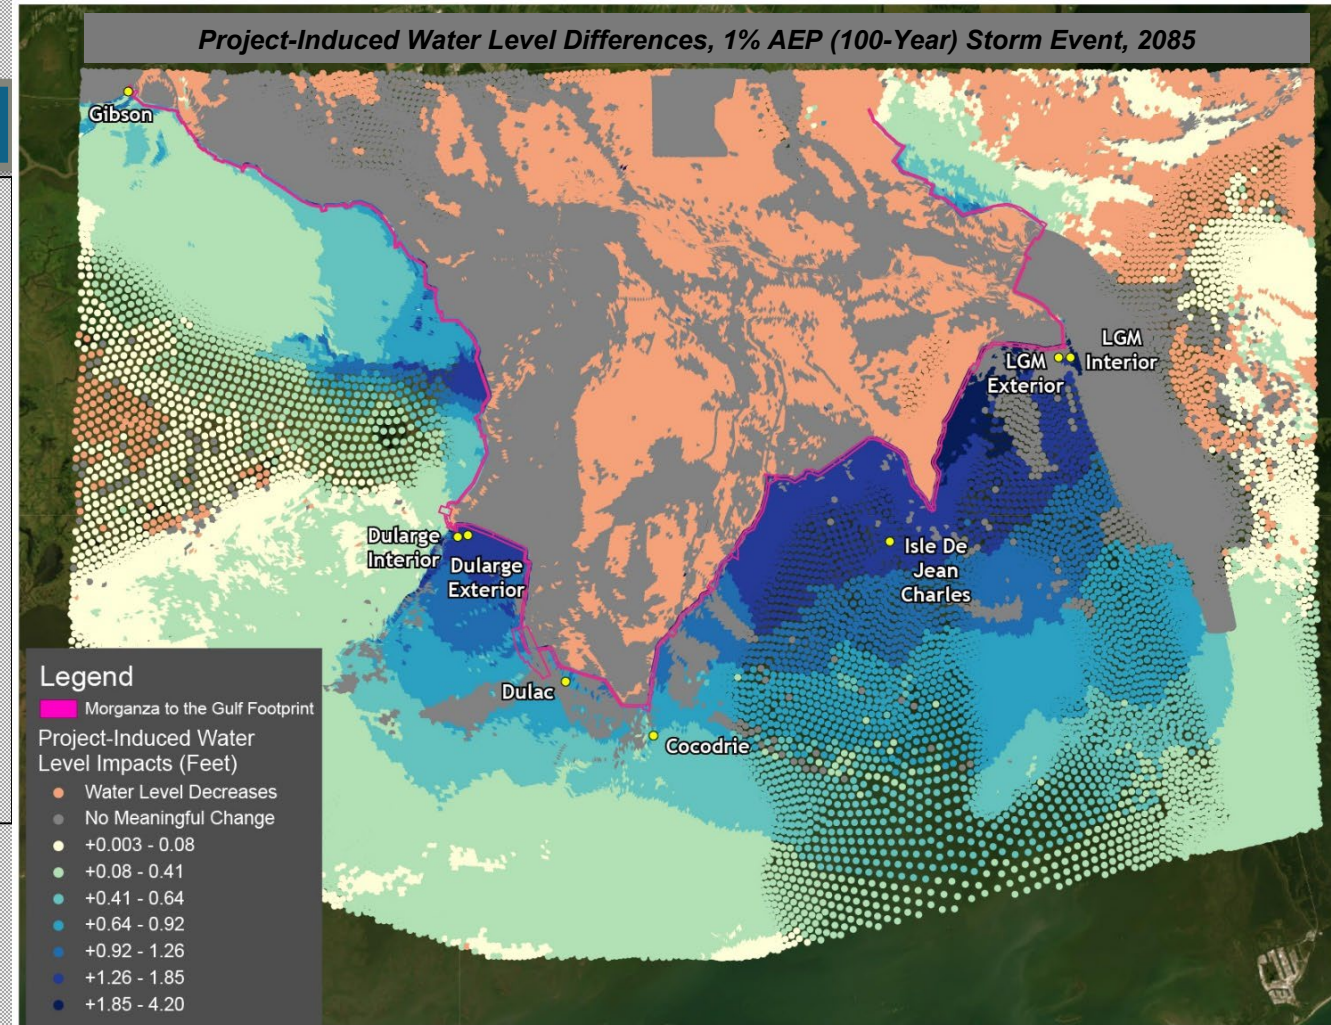 Project-Induced Water Level Differences, 1% AEP (100-Year) Storm Event, 2085
Gibson
LGM
Interior
LGM
Exterior
Dularge
Interior
Dularge
Exterior
Isle De
Jean
Charles
Dulac
Cocodrie
Legend
Morganza to the Gulf Footprint
Project-Induced Water
Level Impacts (Feet)
Water Level Decreases
No Meaningful Change
+0.003 - 0.08
+0.08 - 0.41
+0.41 - 0.64
+0.64 - 0.92
+0.92 - 1.26
+1.26 - 1.85
+1.85 - 4.20